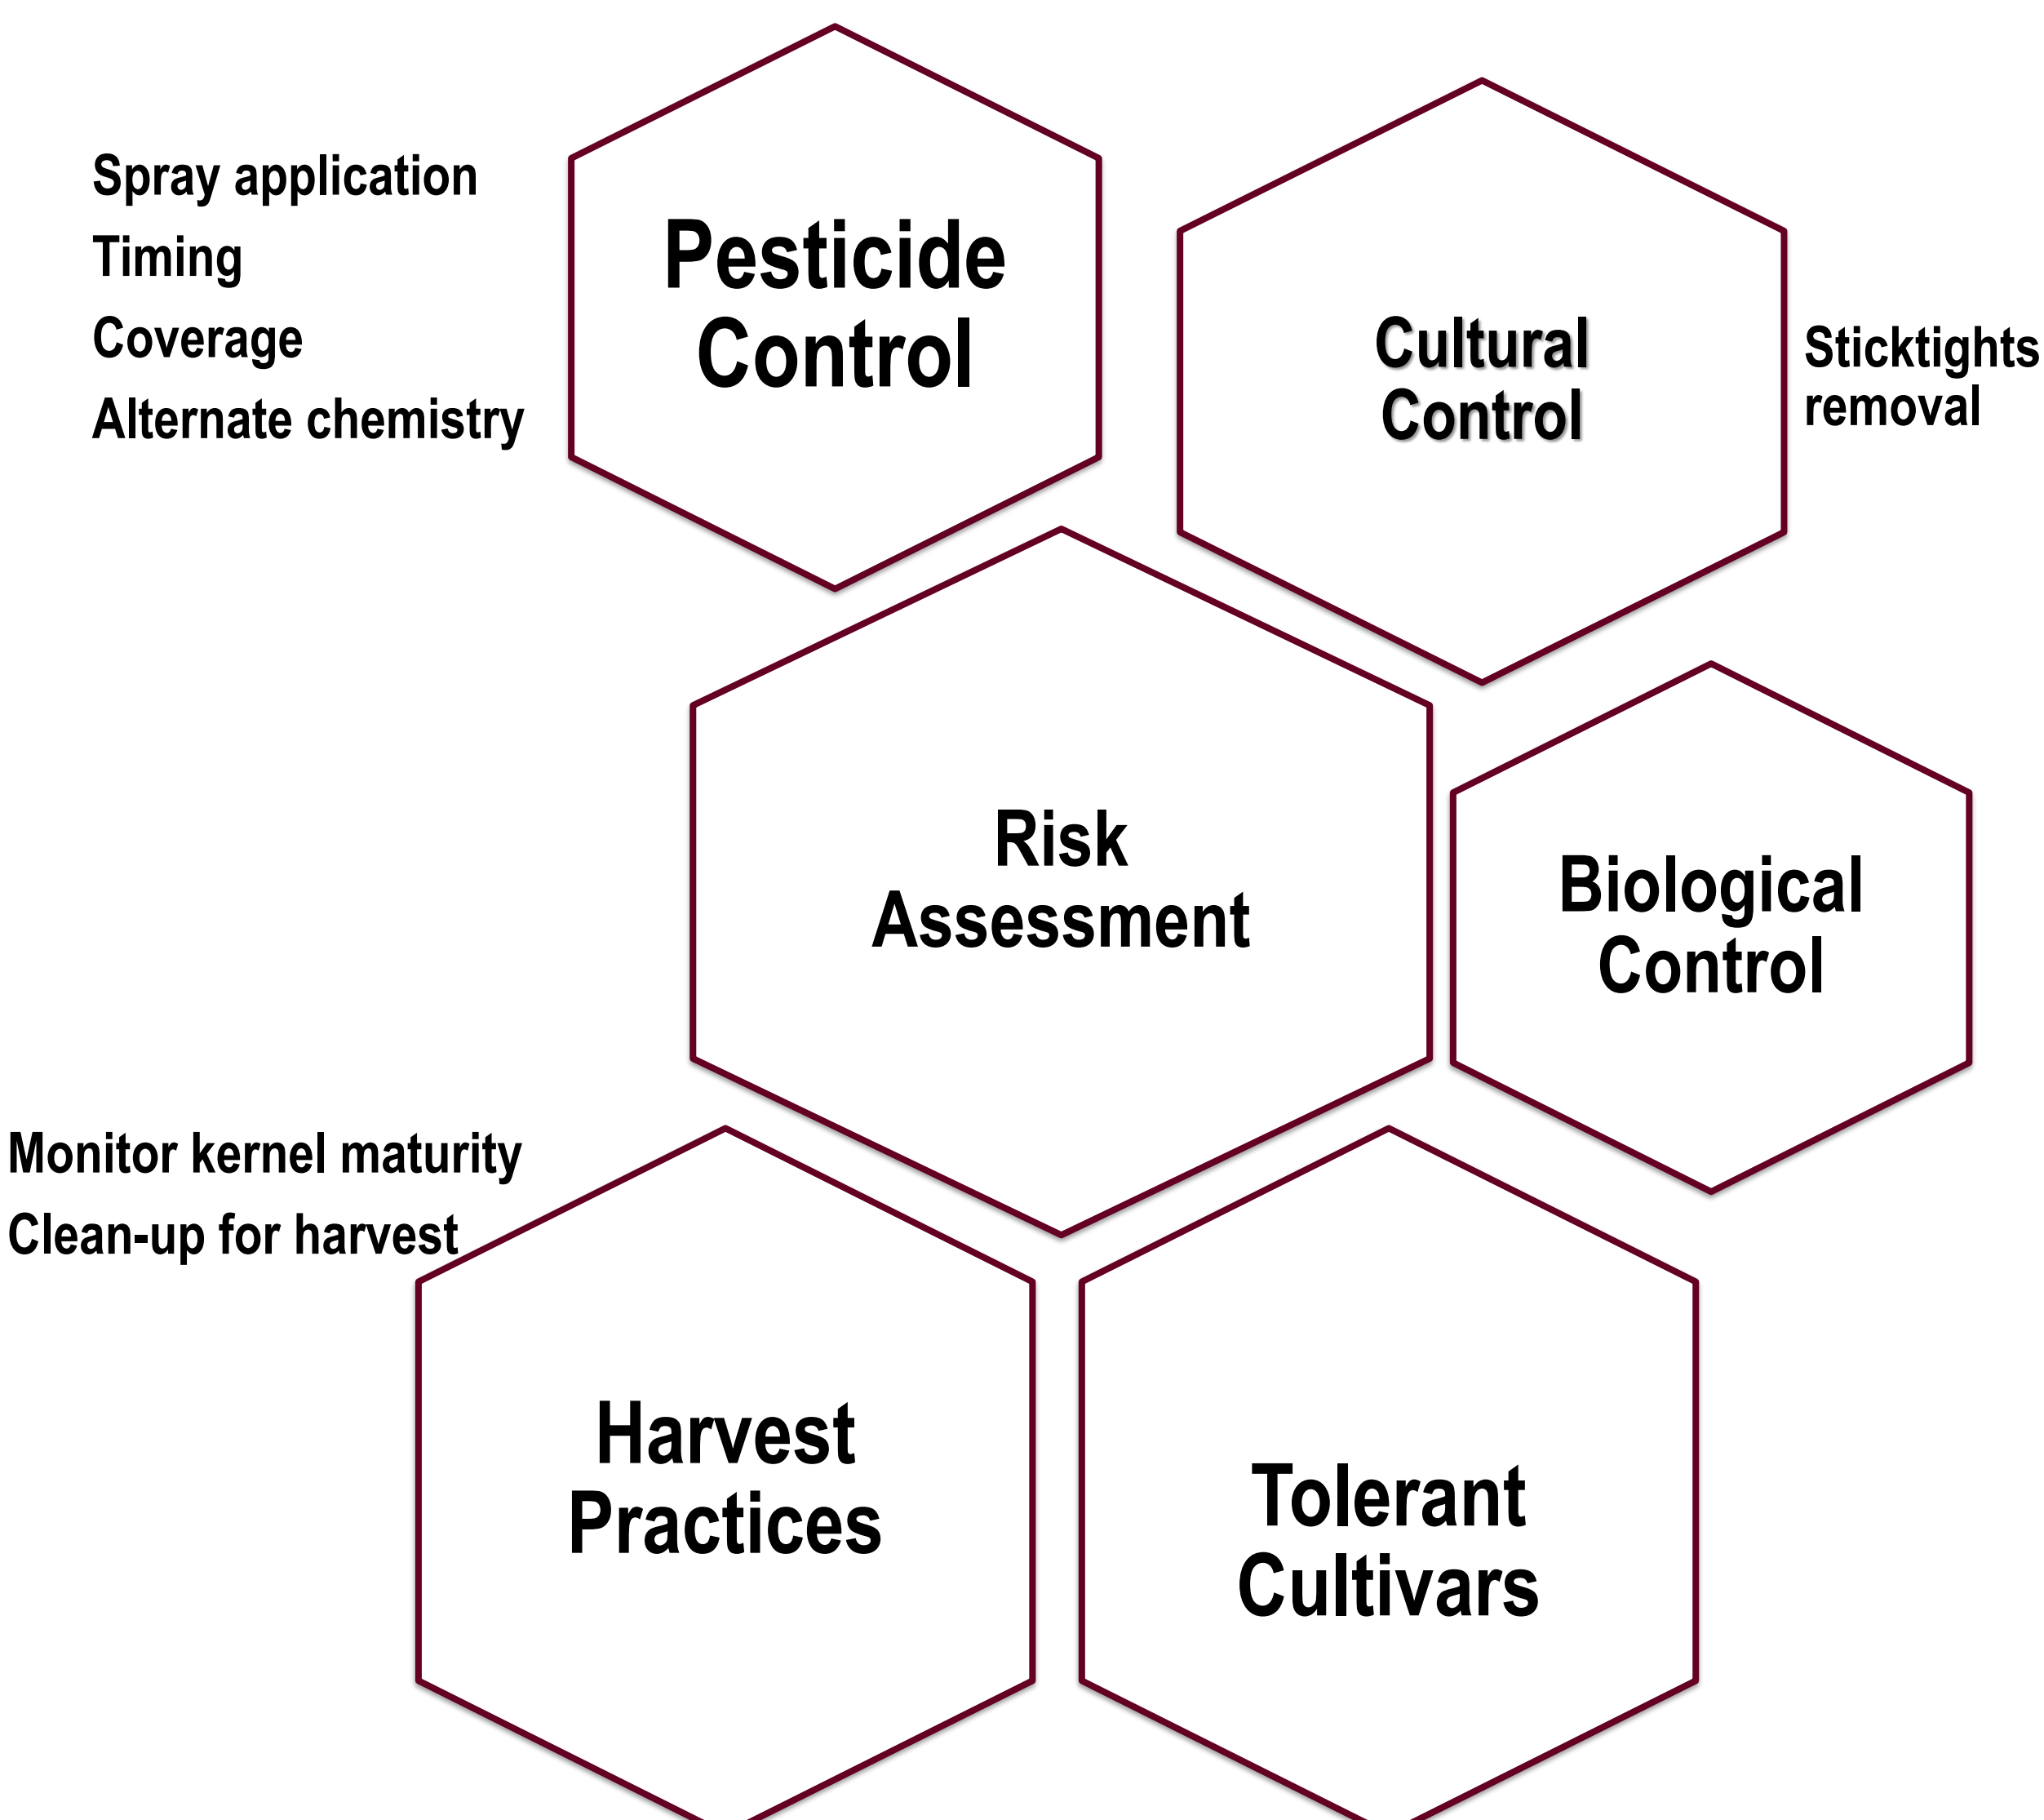 Spray application
Timing
Coverage
Alternate chemistry
Pesticide
Control
Cultural
Control
Sticktights
removal
Risk
Assessment
Biological
Control
Monitor kernel maturity
Clean-up for harvest
Harvest
Practices
Tolerant
Cultivars